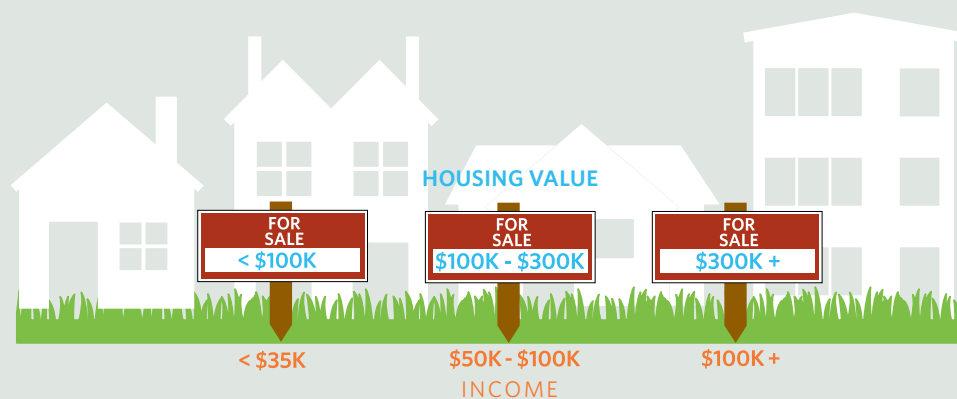 HOUSING VALUE
FOR
SALE
< $100K
FOR
SALE
$100K - $300K
FOR
SALE
$300K +
< $35K
$50K - $100K
$100K +
INCOME